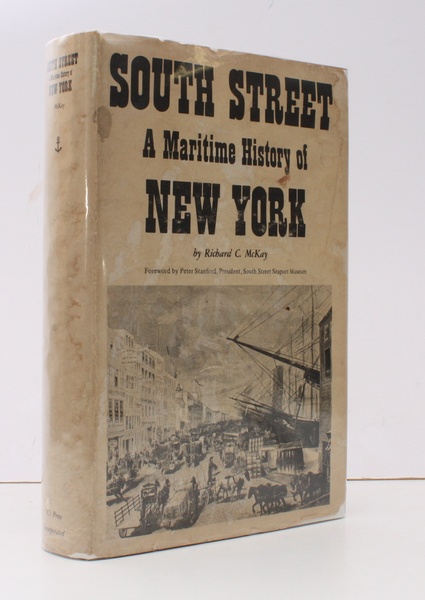 SOUTH STREET
A Maritime History of
NEW YORK
by Richard C. McKay
Foreword by Peter Stanford, President, South Street Seaport Museum
SOUTH STREET
A Maritime History of
NEW YORK
McKay
Press